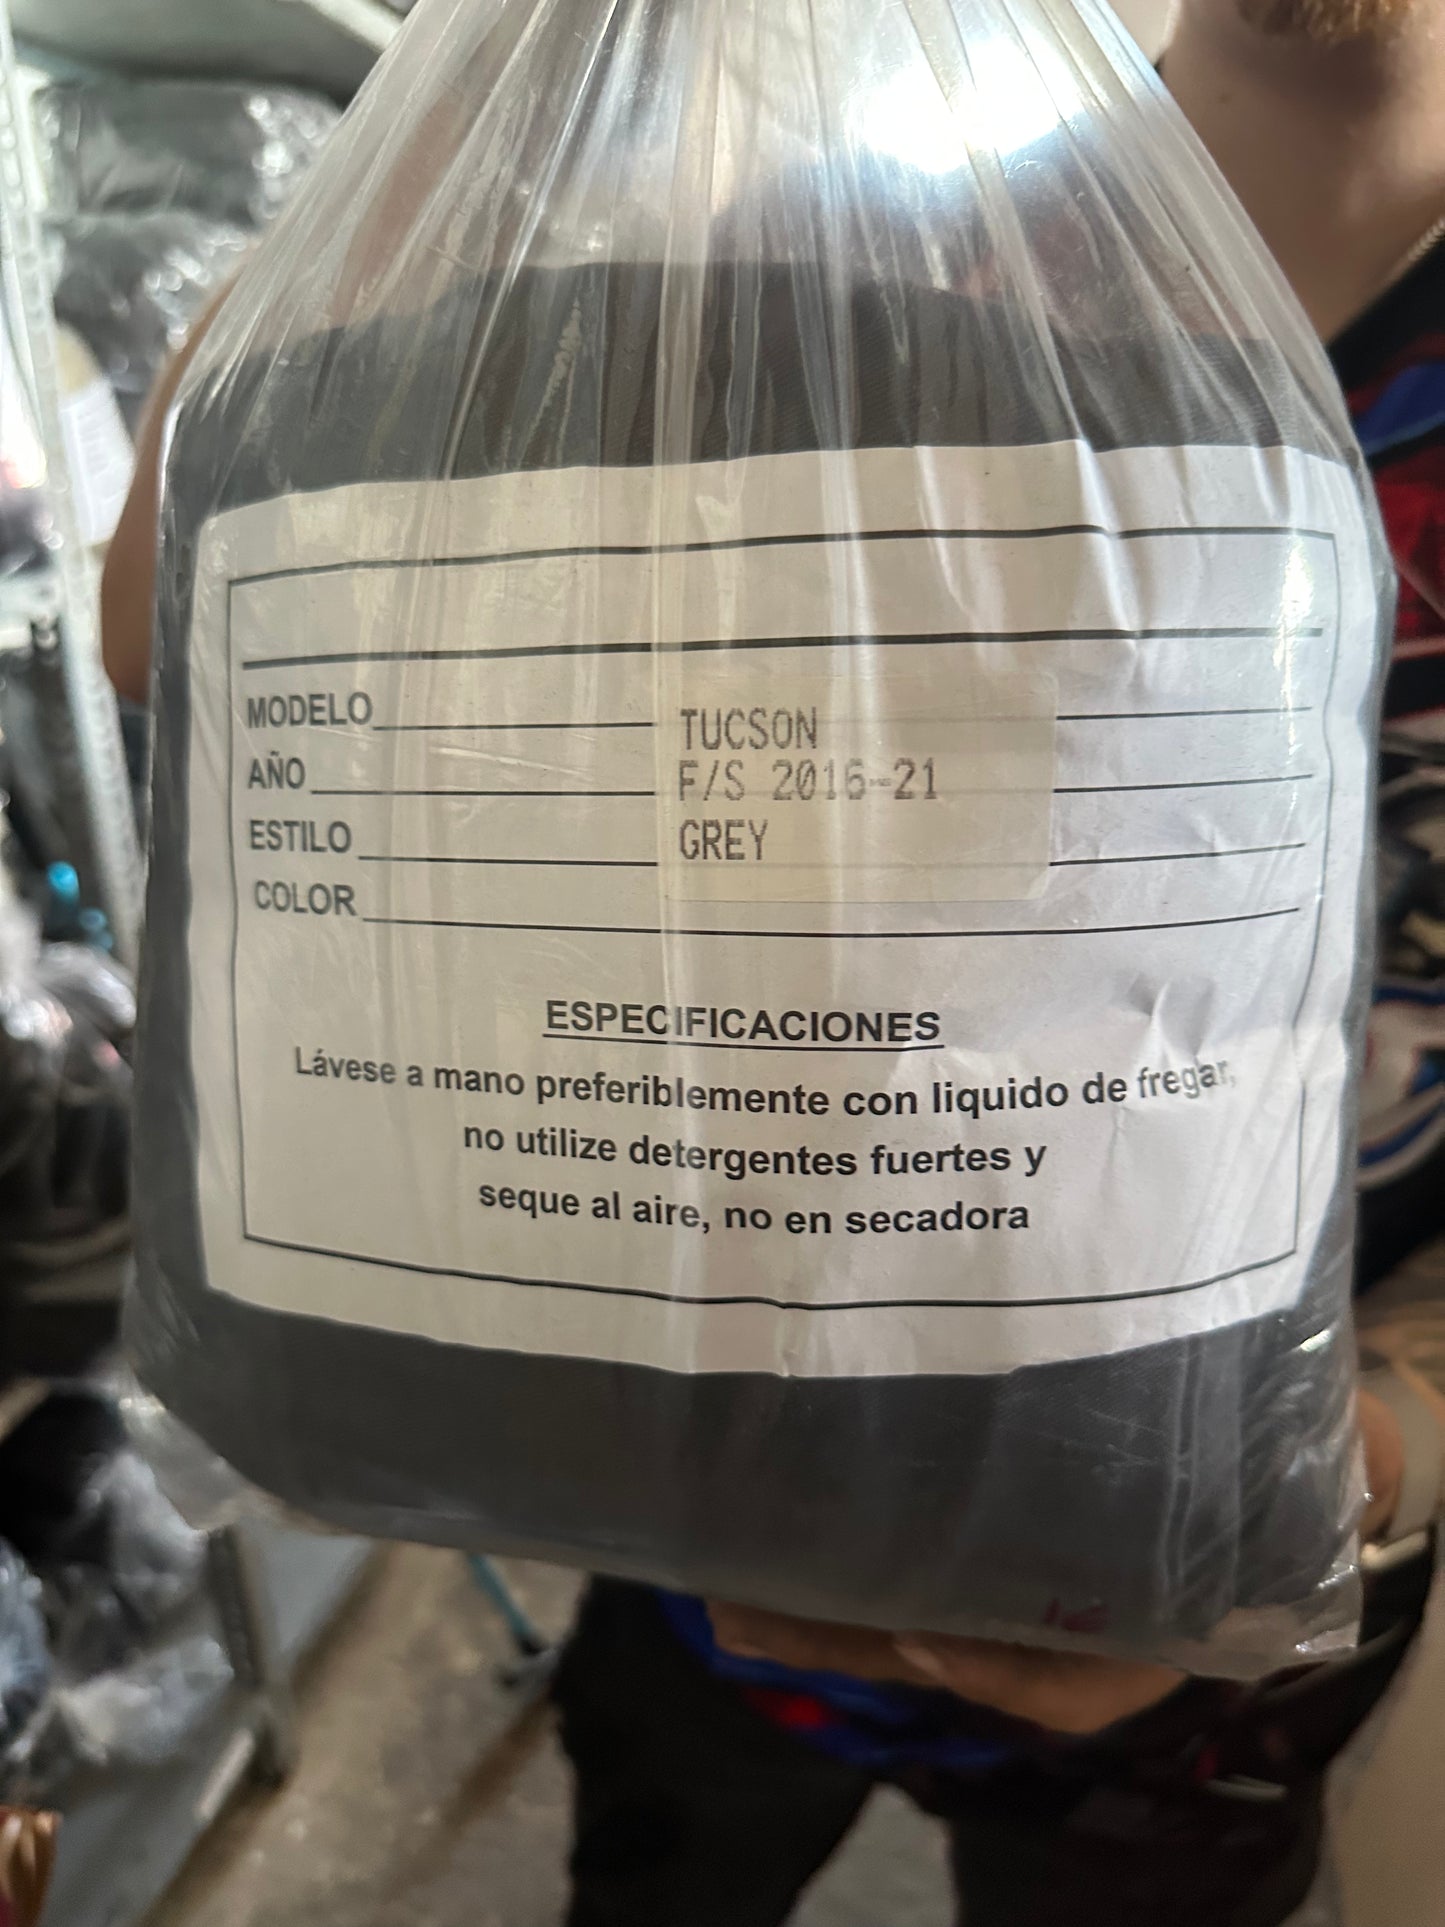 MODELO TUCSON
AÑO F/S 2016-21
ESTILO GREY
COLOR
ESPECIFICACIONES
Lávese a mano preferiblemente con liquido de fregar,
no utilize detergentes fuertes y
seque al aire, no en secadora